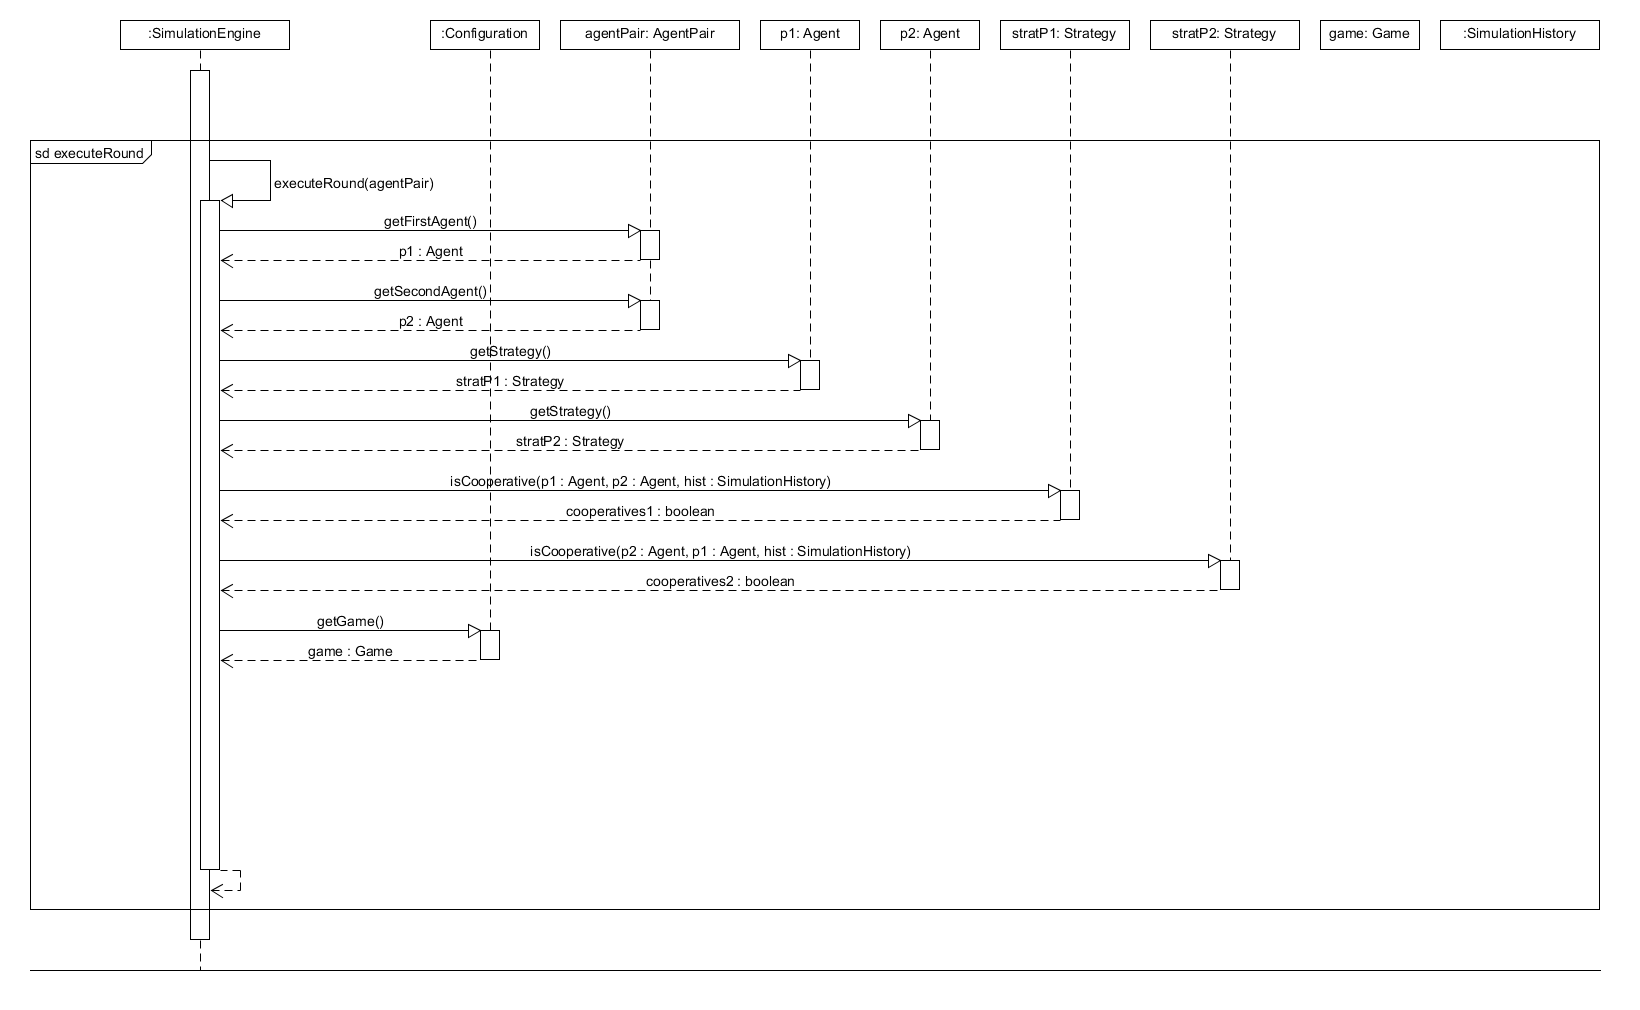 :SimulationEngine
:Configuration
agentPair: AgentPair
p1: Agent
p2: Agent
stratP1: Strategy
stratP2: Strategy
game: Game
:SimulationHistory
sd executeRound
executeRound(agentPair)
getFirstAgent()
p1 : Agent
getSecondAgent()
p2 : Agent
getStrategy()
stratP1 : Strategy
getStrategy()
stratP2 : Strategy
isCooperative(p1 : Agent, p2 : Agent, hist : SimulationHistory)
cooperatives1 : boolean
isCooperative(p2 : Agent, p1 : Agent, hist : SimulationHistory)
cooperatives2 : boolean
getGame()
game : Game